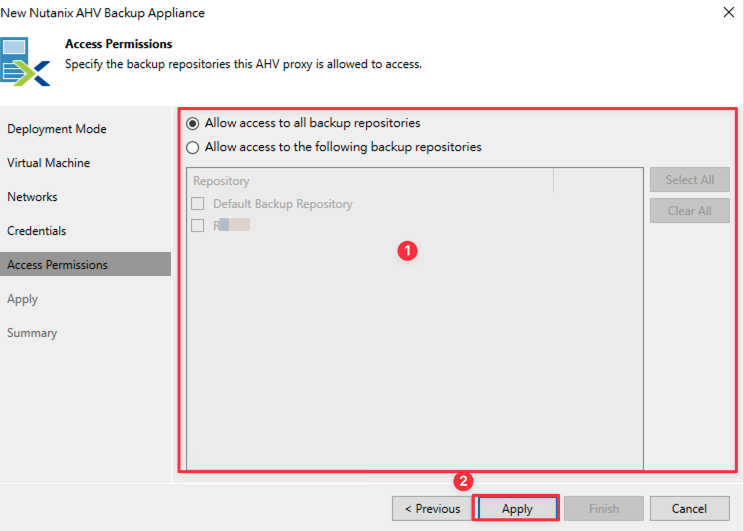 New Nutanix AHV Backup Appliance
Access Permissions
Specify the backup repositories this AHV proxy is allowed to access.
Deployment Mode
Virtual Machine
Networks
Credentials
Access Permissions
Apply
Summary
Allow access to all backup repositories
Allow access to the following backup repositories
Repository
Default Backup Repository
Select All
Clear All
1
2
< Previous
Apply
Finish
Cancel